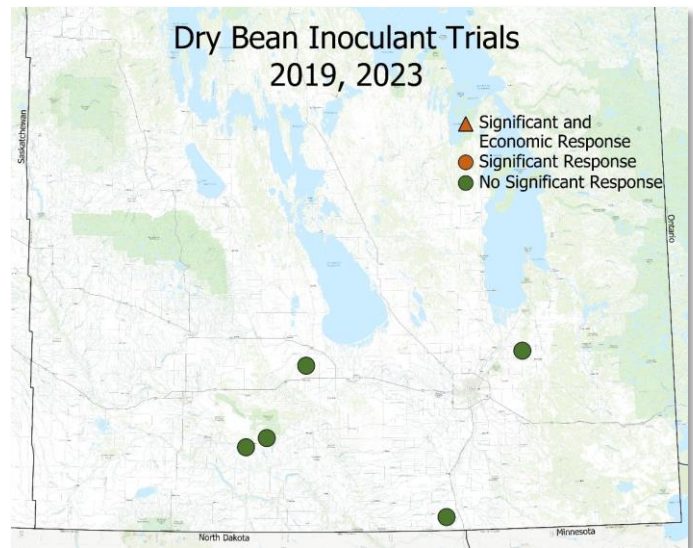 Dry Bean Inoculant Trials
2019, 2023
Significant and
Economic Response
Significant Response
No Significant Response
Saskatchewan
Ontario
North Dakota
Minnesota